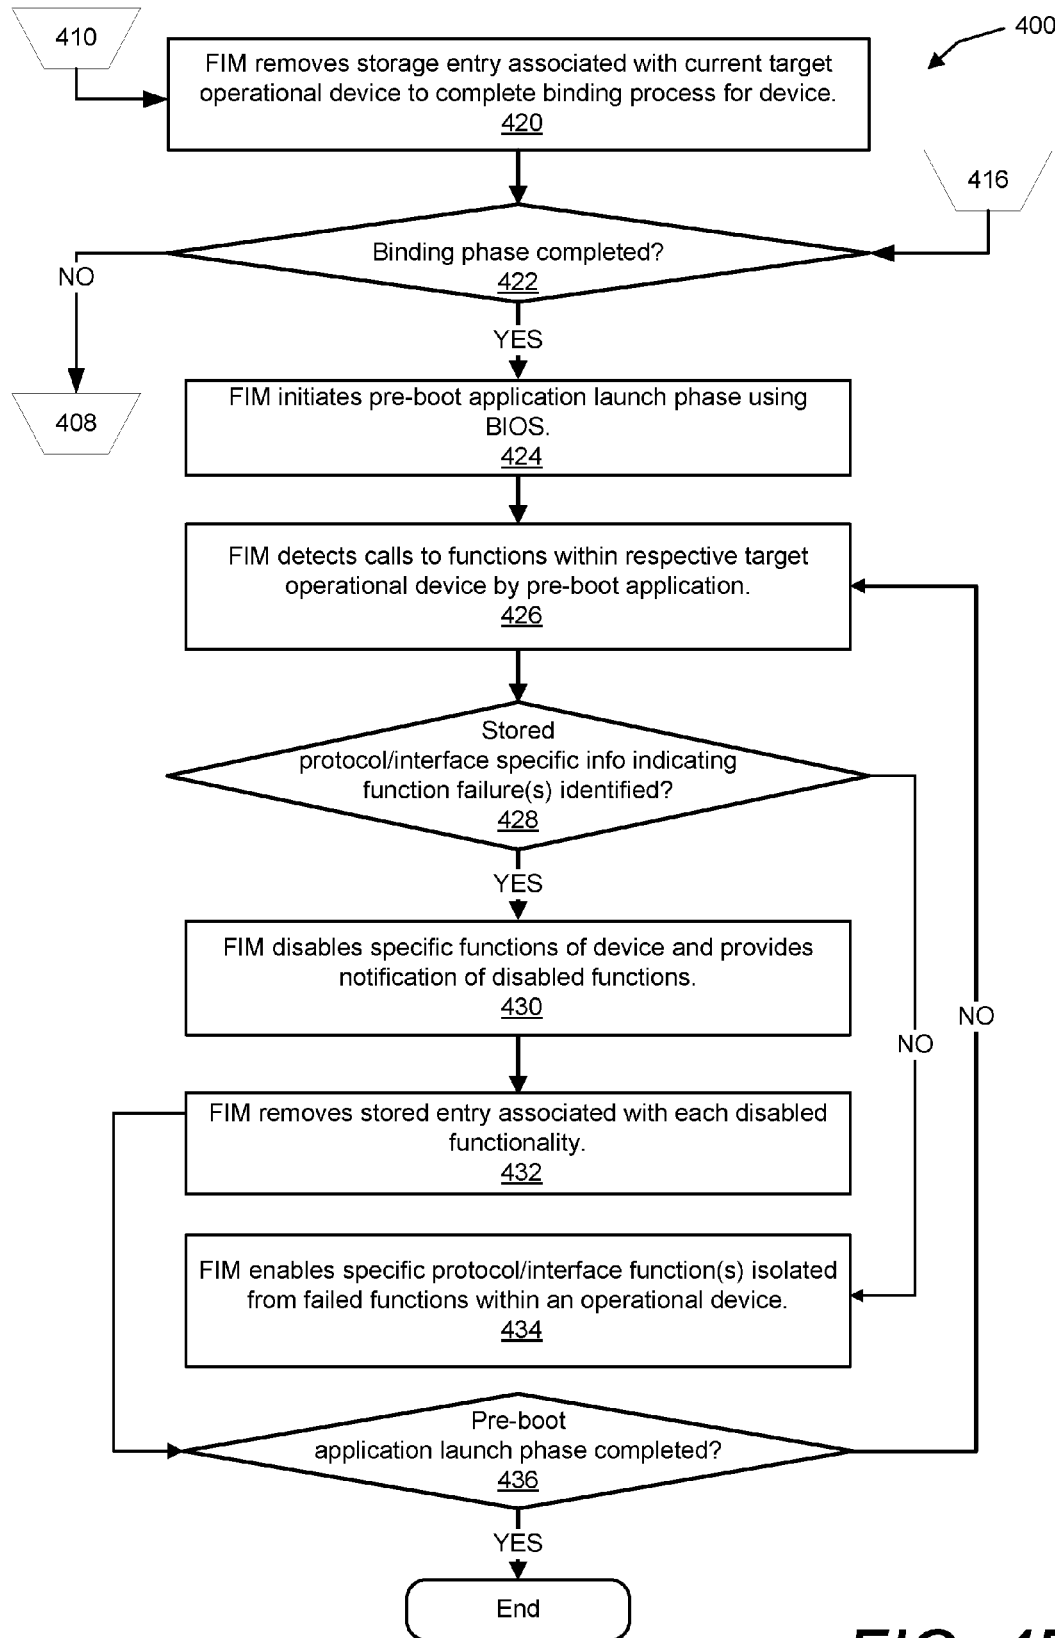 410
400
FIM removes storage entry associated with current target
operational device to complete binding process for device.
420
416
Binding phase completed?
422
NO
YES
408
FIM initiates pre-boot application launch phase using
BIOS.
424
FIM detects calls to functions within respective target
operational device by pre-boot application.
426
Stored
protocol/interface specific info indicating
function failure(s) identified?
428
YES
FIM disables specific functions of device and provides
notification of disabled functions.
430
NO
NO
FIM removes stored entry associated with each disabled
functionality.
432
FIM enables specific protocol/interface function(s) isolated
from failed functions within an operational device.
434
Pre-boot
application launch phase completed?
436
YES
End